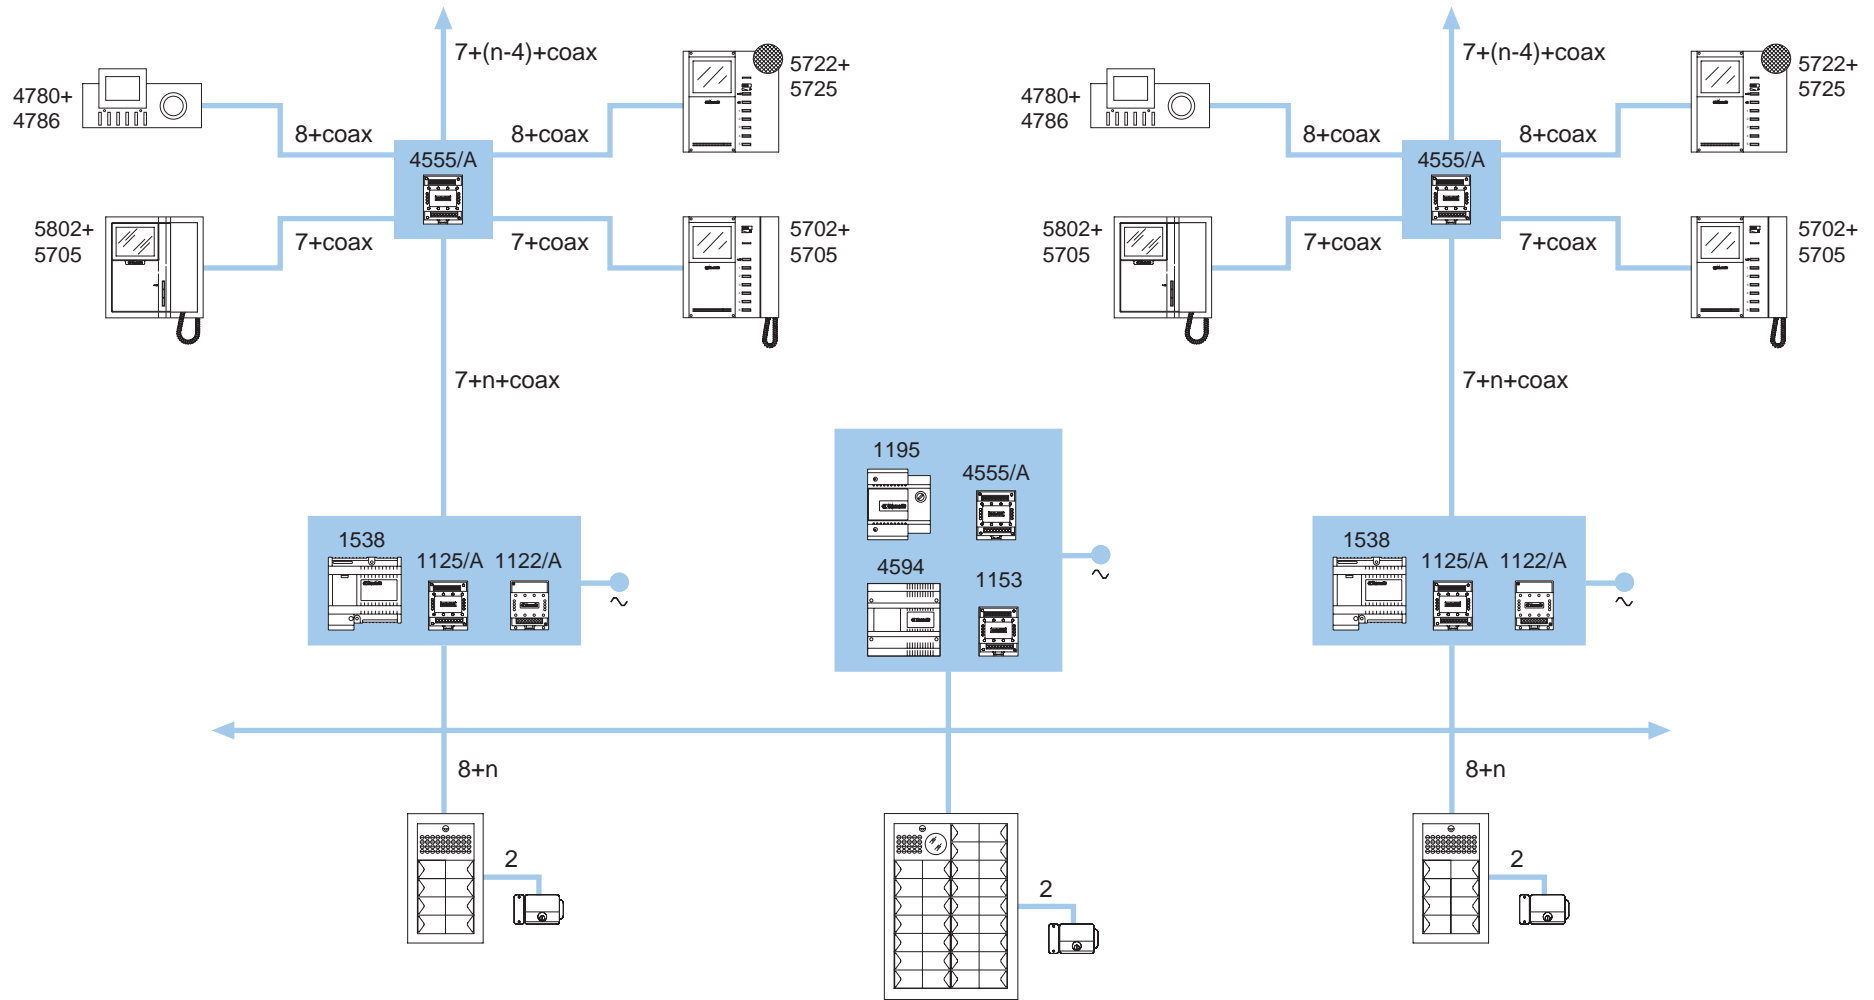 7+(n-4)+coax
4780+
4786
5722+
5725
8+coax
8+coax
4555/A
5802+
5705
7+coax
7+coax
5702+
5705
7+n+coax
7+(n-4)+coax
4780+
4786
5722+
5725
8+coax
8+coax
4555/A
5802+
5705
7+coax
7+coax
5702+
5705
7+n+coax
1538
1125/A
1122/A
~
1195
4555/A
4594
1153
~
1538
1125/A
1122/A
~
8+n
2
2
8+n
2